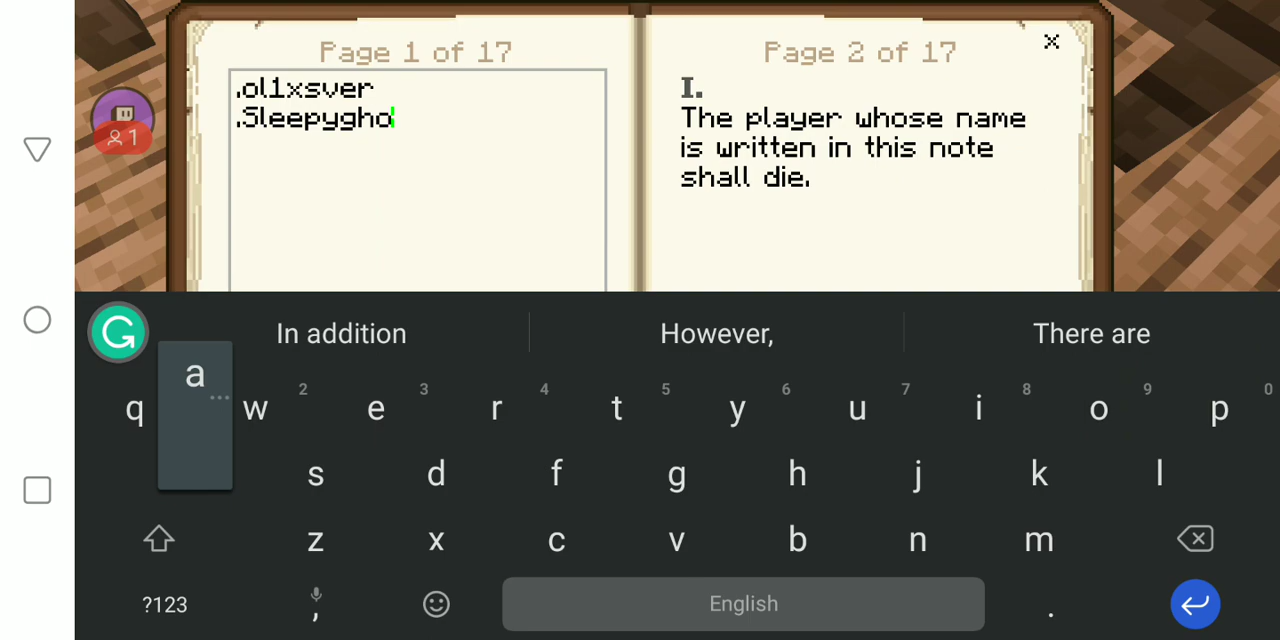 Page 1 of 17
.ol1xsver
.Sleepygho
Page 2 of 17
x
I.
The player whose name
is written in this note
shall die.
1
G
In addition
However,
There are
a
q w 2 e 3 r 4 t 5 y 6 u 7 i 8 o 9 p 0
s d f g h j k l
z x c v b n m
?123 , English .